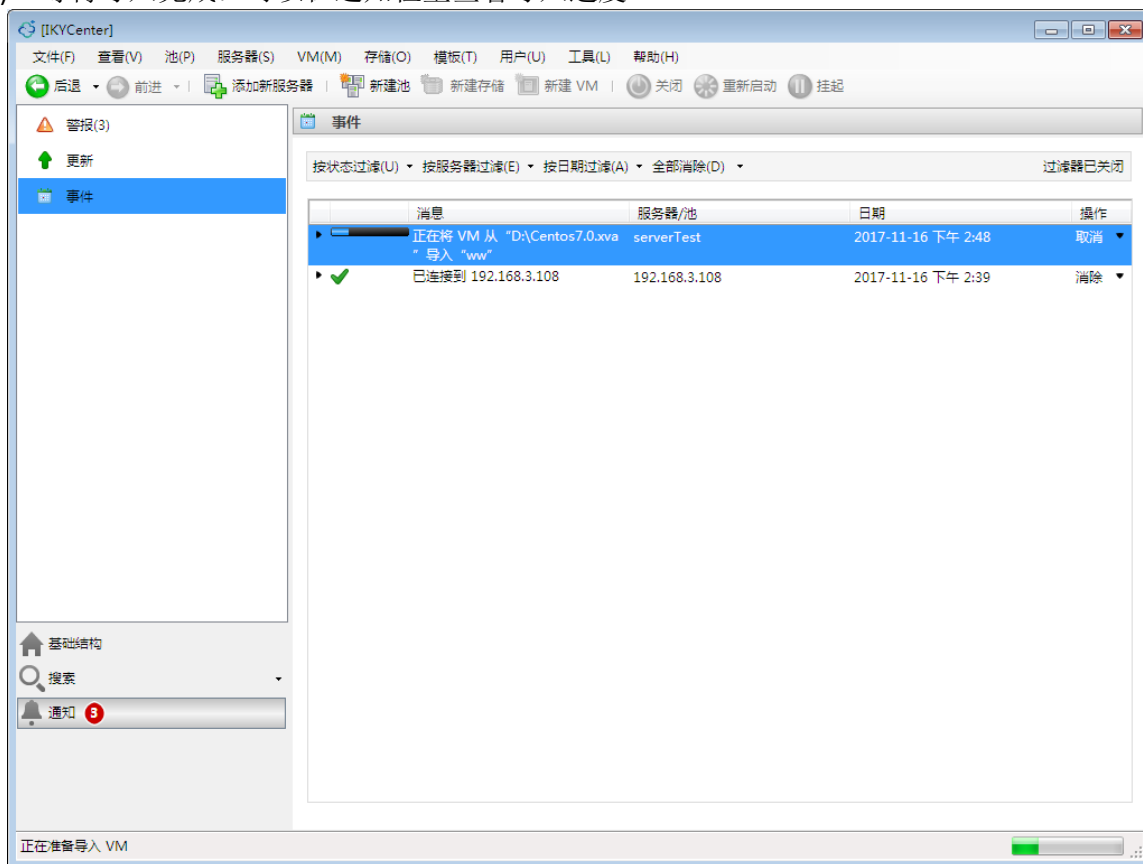 [IKYCenter]
文件(F) 查看(V) 池(P) 服务器(S) VM(M) 存储(O) 模板(T) 用户(U) 工具(L) 帮助(H)
后退 前进 添加新服务器 新建池 新建存储 新建 VM 关闭 重新启动 挂起
警报(3)
更新
事件
事件
按状态过滤(U) 按服务器过滤(E) 按日期过滤(A) 全部消除(D) 过滤器已关闭
消息 服务器/池 日期 操作
正在将 VM 从 “D:\Centos7.0.xva serverTest 2017-11-16 下午 2:48 取消
” 导入 “ww”
已连接到 192.168.3.108 192.168.3.108 2017-11-16 下午 2:39 消除
基础结构
搜索
通知 3
正在准备导入 VM